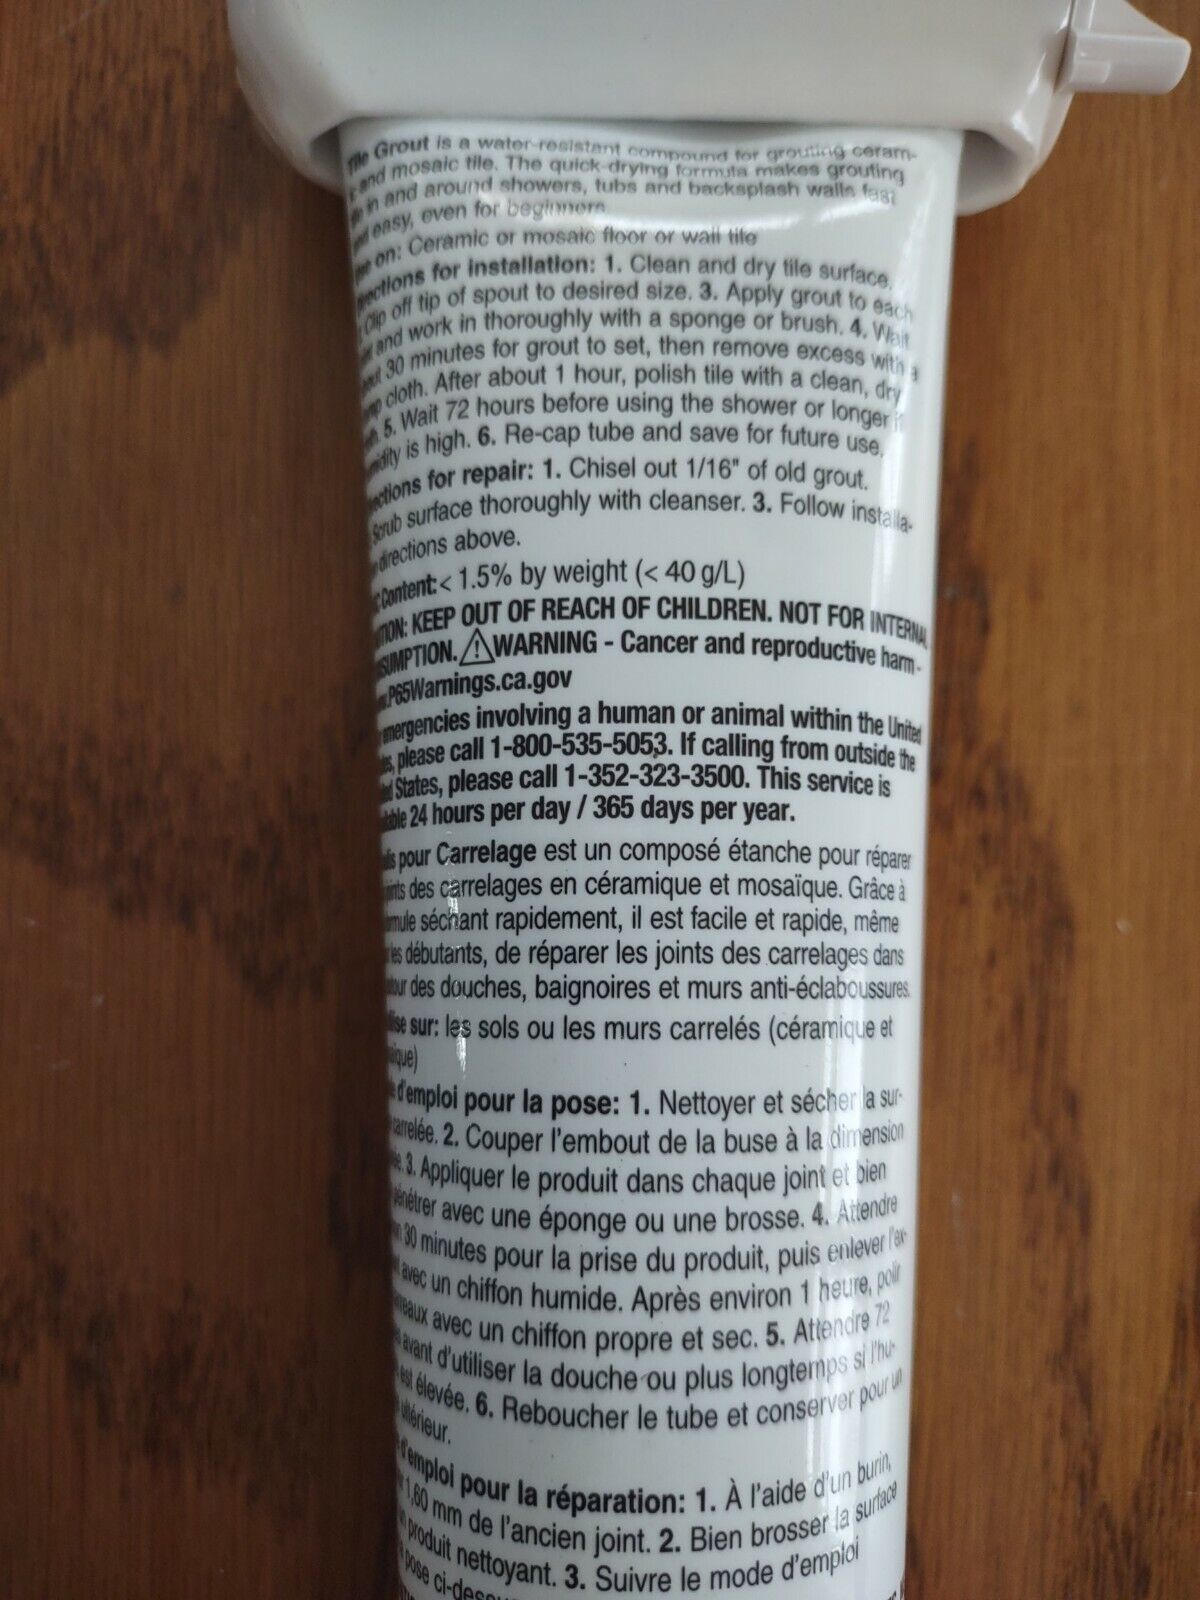 Tile Grout is a water-resistant compound for grouting ceram-
and mosaic tile. The quick-drying formula makes grouting
in and around showers, tubs and backsplash walls fast
easy, even for beginners.
on: Ceramic or mosaic floor or wall tile
for installation: 1. Clean and dry tile surface.
Clip off tip of spout to desired size. 3. Apply grout to each
and work in thoroughly with a sponge or brush. 4. Wait
30 minutes for grout to set, then remove excess with a
cloth. After about 1 hour, polish tile with a clean, dry
5. Wait 72 hours before using the shower or longer if
is high. 6. Re-cap tube and save for future use.
for repair: 1. Chisel out 1/16" of old grout.
Scrub surface thoroughly with cleanser. 3. Follow installa-
directions above.
Content: < 1.5% by weight (< 40 g/L)
KEEP OUT OF REACH OF CHILDREN. NOT FOR INTERNAL
⚠WARNING - Cancer and reproductive harm -
P65Warnings.ca.gov
emergencies involving a human or animal within the United
please call 1-800-535-5053. If calling from outside the
States, please call 1-352-323-3500. This service is
24 hours per day / 365 days per year.
pour Carrelage est un composé étanche pour réparer
des carrelages en céramique et mosaïque. Grâce à
séchant rapidement, il est facile et rapide, même
les débutants, de réparer les joints des carrelages dans
des douches, baignoires et murs anti-éclaboussures.
sur: les sols ou les murs carrelés (céramique et
d'emploi pour la pose: 1. Nettoyer et sécher la sur-
carrelée. 2. Couper l'embout de la buse à la dimension
3. Appliquer le produit dans chaque joint et bien
pénétrer avec une éponge ou une brosse. 4. Attendre
30 minutes pour la prise du produit, puis enlever l'ex-
avec un chiffon humide. Après environ 1 heure, polir
avec un chiffon propre et sec. 5. Attendre 72
avant d'utiliser la douche ou plus longtemps si l'hu-
est élevée. 6. Reboucher le tube et conserver pour un
ultérieur.
d'emploi pour la réparation: 1. À l'aide d'un burin,
1,60 mm de l'ancien joint. 2. Bien brosser la surface
produit nettoyant. 3. Suivre le mode d'emploi
pose